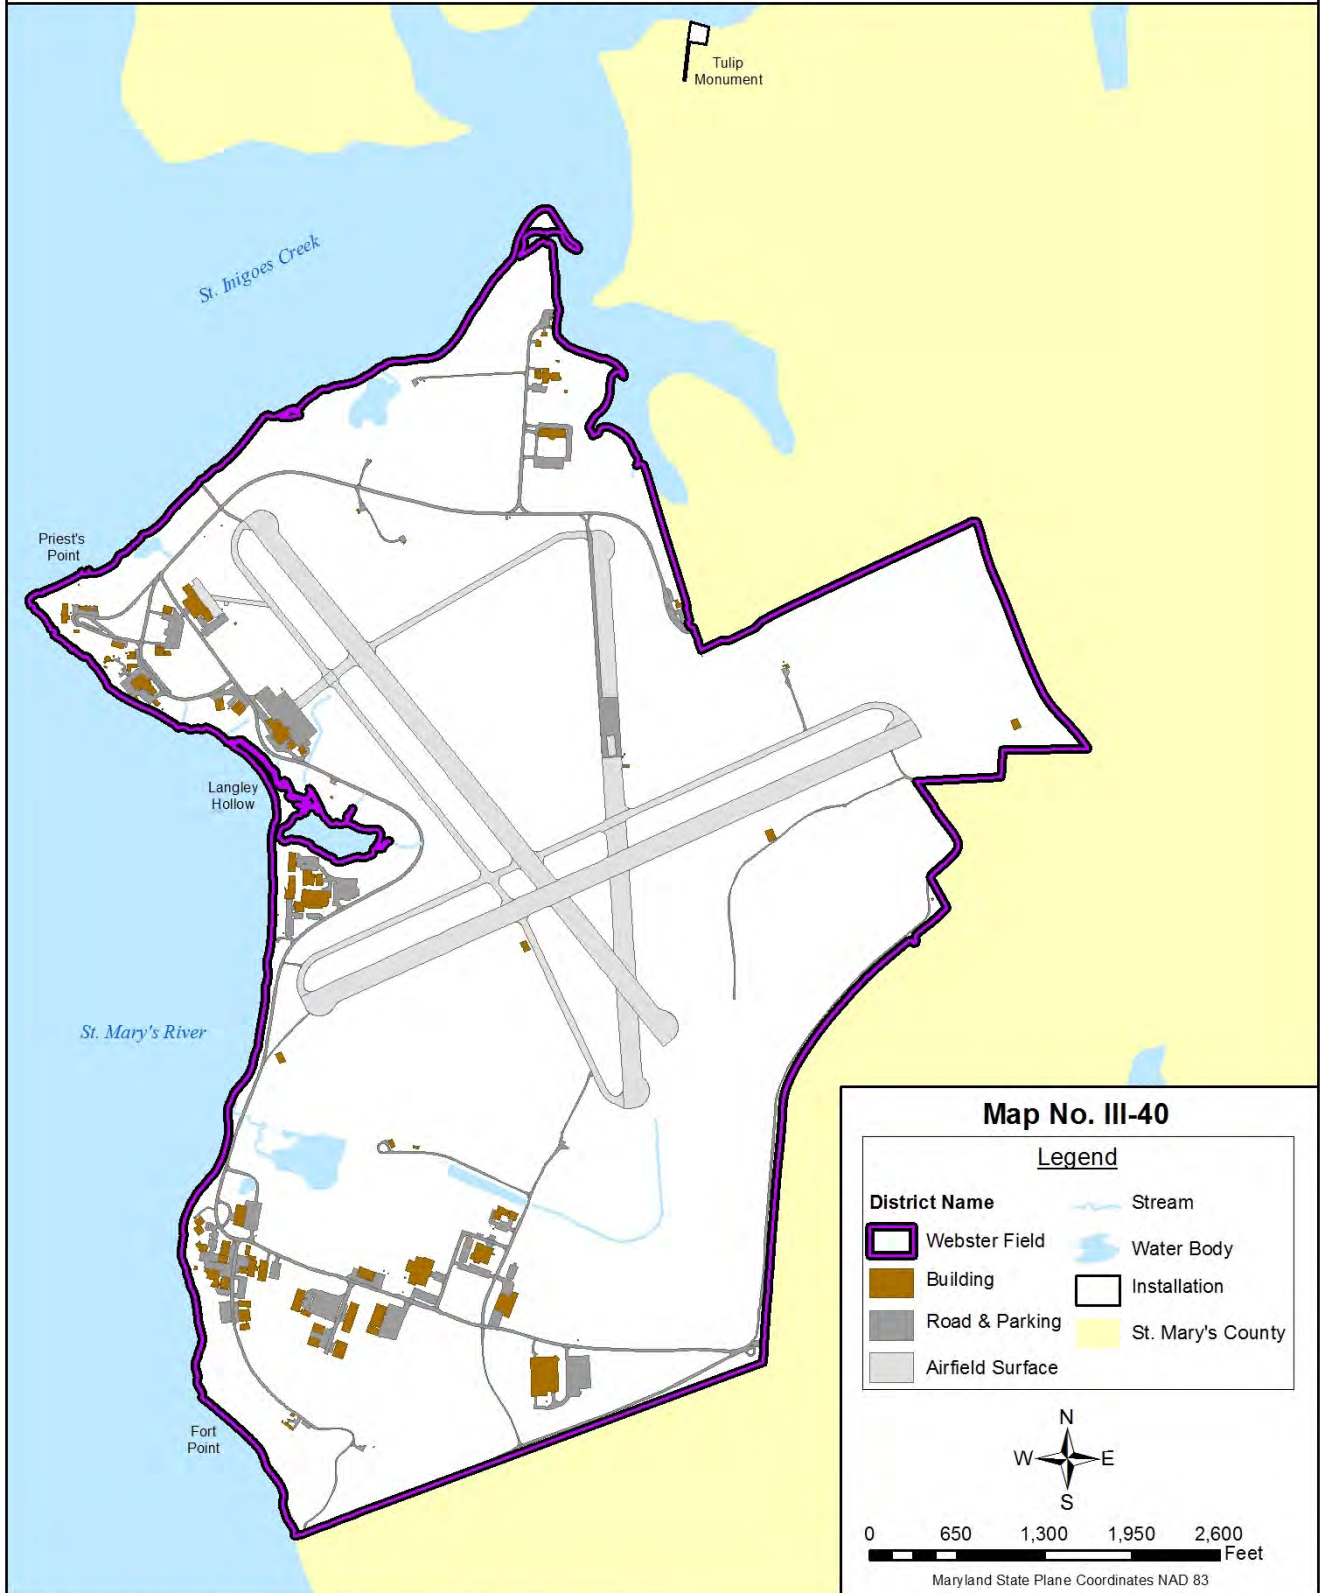 Tulip
Monument
St. Inigoes Creek
Priest's
Point
Langley
Hollow
St. Mary's River
Fort
Point
Map No. III-40
Legend
District Name
Webster Field
Building
Road & Parking
Airfield Surface
Stream
Water Body
Installation
St. Mary's County
N
W E
S
0 650 1,300 1,950 2,600
Feet
Maryland State Plane Coordinates NAD 83